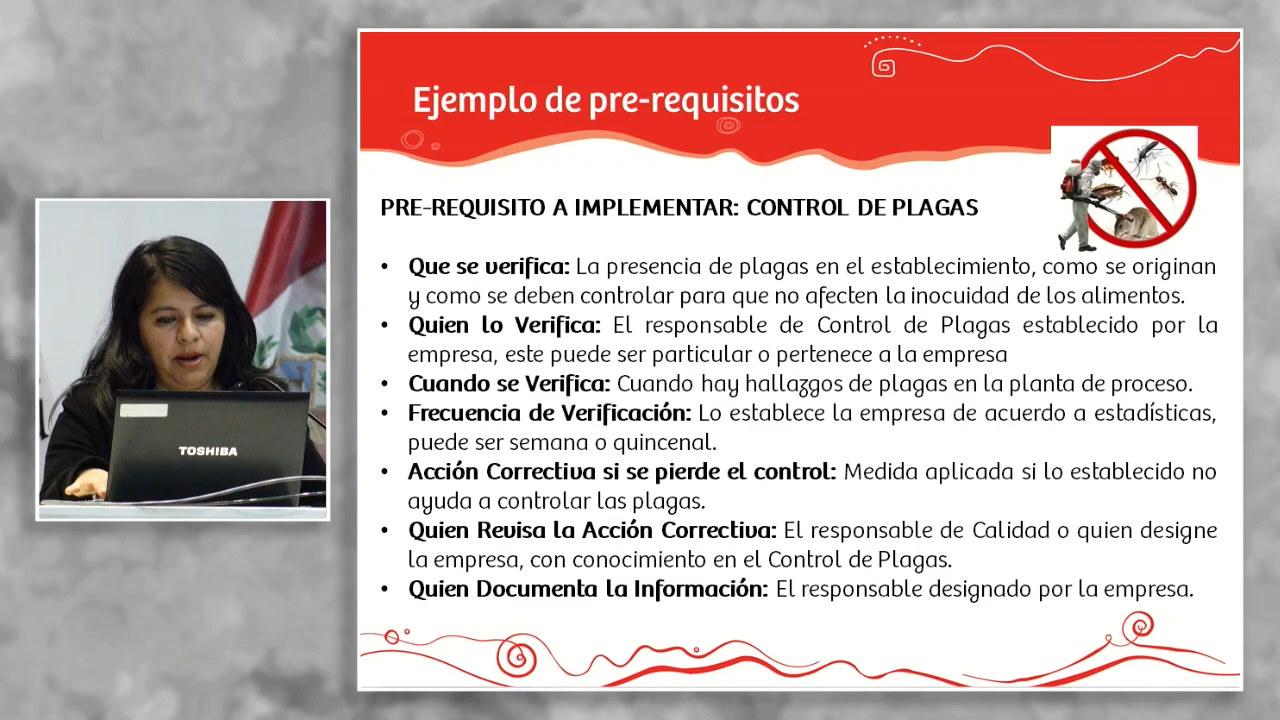 Ejemplo de pre-requisitos
PRE-REQUISITO A IMPLEMENTAR: CONTROL DE PLAGAS
• Que se verifica: La presencia de plagas en el establecimiento, como se originan
y como se deben controlar para que no afecten la inocuidad de los alimentos.
• Quien lo Verifica: El responsable de Control de Plagas establecido por la
empresa, este puede ser particular o pertenece a la empresa
• Cuando se Verifica: Cuando hay hallazgos de plagas en la planta de proceso.
• Frecuencia de Verificación: Lo establece la empresa de acuerdo a estadísticas,
puede ser semana o quincenal.
• Acción Correctiva si se pierde el control: Medida aplicada si lo establecido no
ayuda a controlar las plagas.
• Quien Revisa la Acción Correctiva: El responsable de Calidad o quien designe
la empresa, con conocimiento en el Control de Plagas.
• Quien Documenta la Información: El responsable designado por la empresa.
TOSHIBA